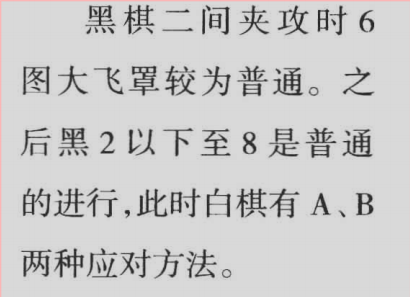 黑棋二间夹攻时6
图大飞罩较为普通。之
后黑2以下至8是普通
的进行,此时白棋有A、B
两种应对方法。